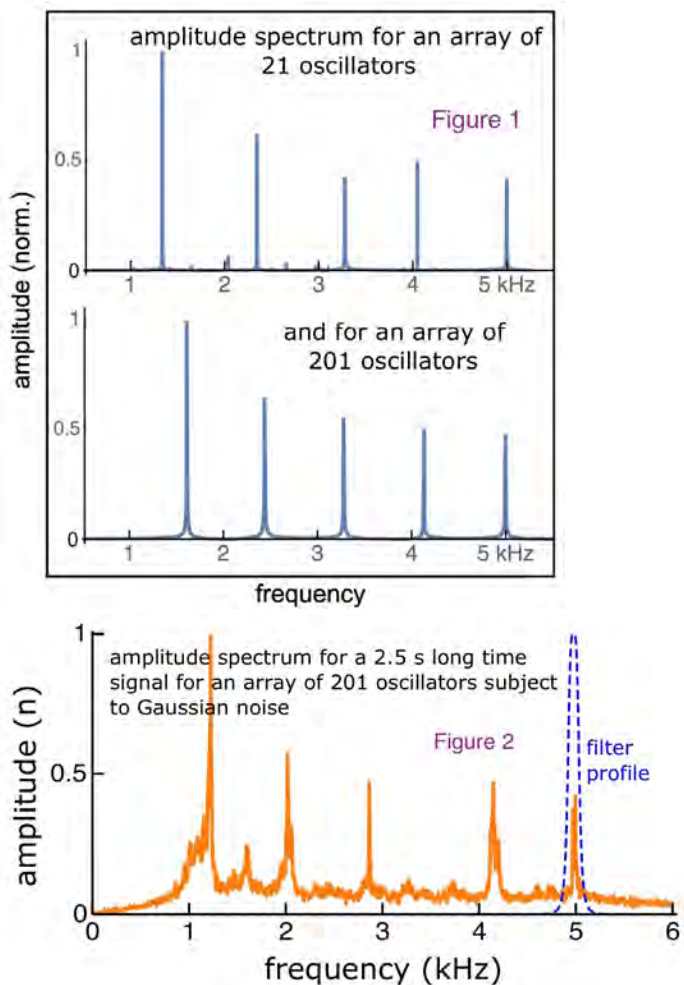 amplitude spectrum for an array of
21 oscillators
Figure 1
1
0.5
0
1 2 3 4 5 kHz
amplitude (norm.)
and for an array of
201 oscillators
1
0.5
0
1 2 3 4 5 kHz
frequency
amplitude spectrum for a 2.5 s long time
signal for an array of 201 oscillators subject
to Gaussian noise
Figure 2
filter
profile
1
0.5
0
amplitude (n)
0 1 2 3 4 5 6
frequency (kHz)